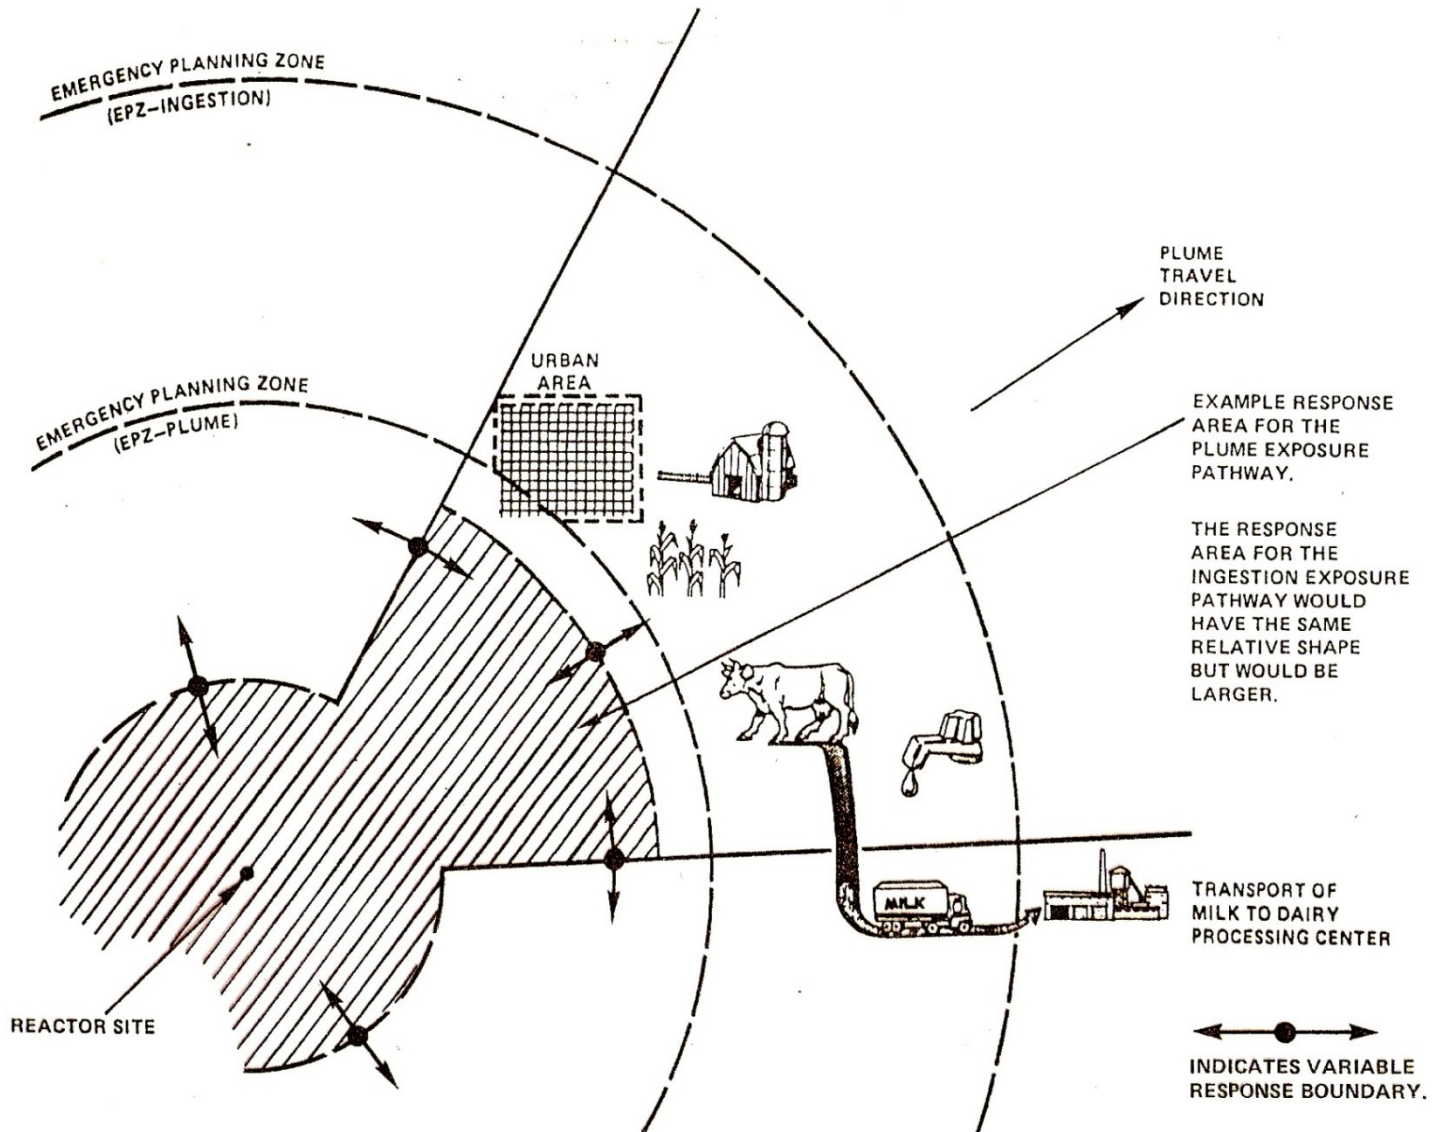 EMERGENCY PLANNING ZONE
(EPZ–INGESTION)
PLUME
TRAVEL
DIRECTION
URBAN
AREA
EMERGENCY PLANNING ZONE
(EPZ–PLUME)
EXAMPLE RESPONSE
AREA FOR THE
PLUME EXPOSURE
PATHWAY.
THE RESPONSE
AREA FOR THE
INGESTION EXPOSURE
PATHWAY WOULD
HAVE THE SAME
RELATIVE SHAPE
BUT WOULD BE
LARGER.
MILK
TRANSPORT OF
MILK TO DAIRY
PROCESSING CENTER
REACTOR SITE
INDICATES VARIABLE
RESPONSE BOUNDARY.